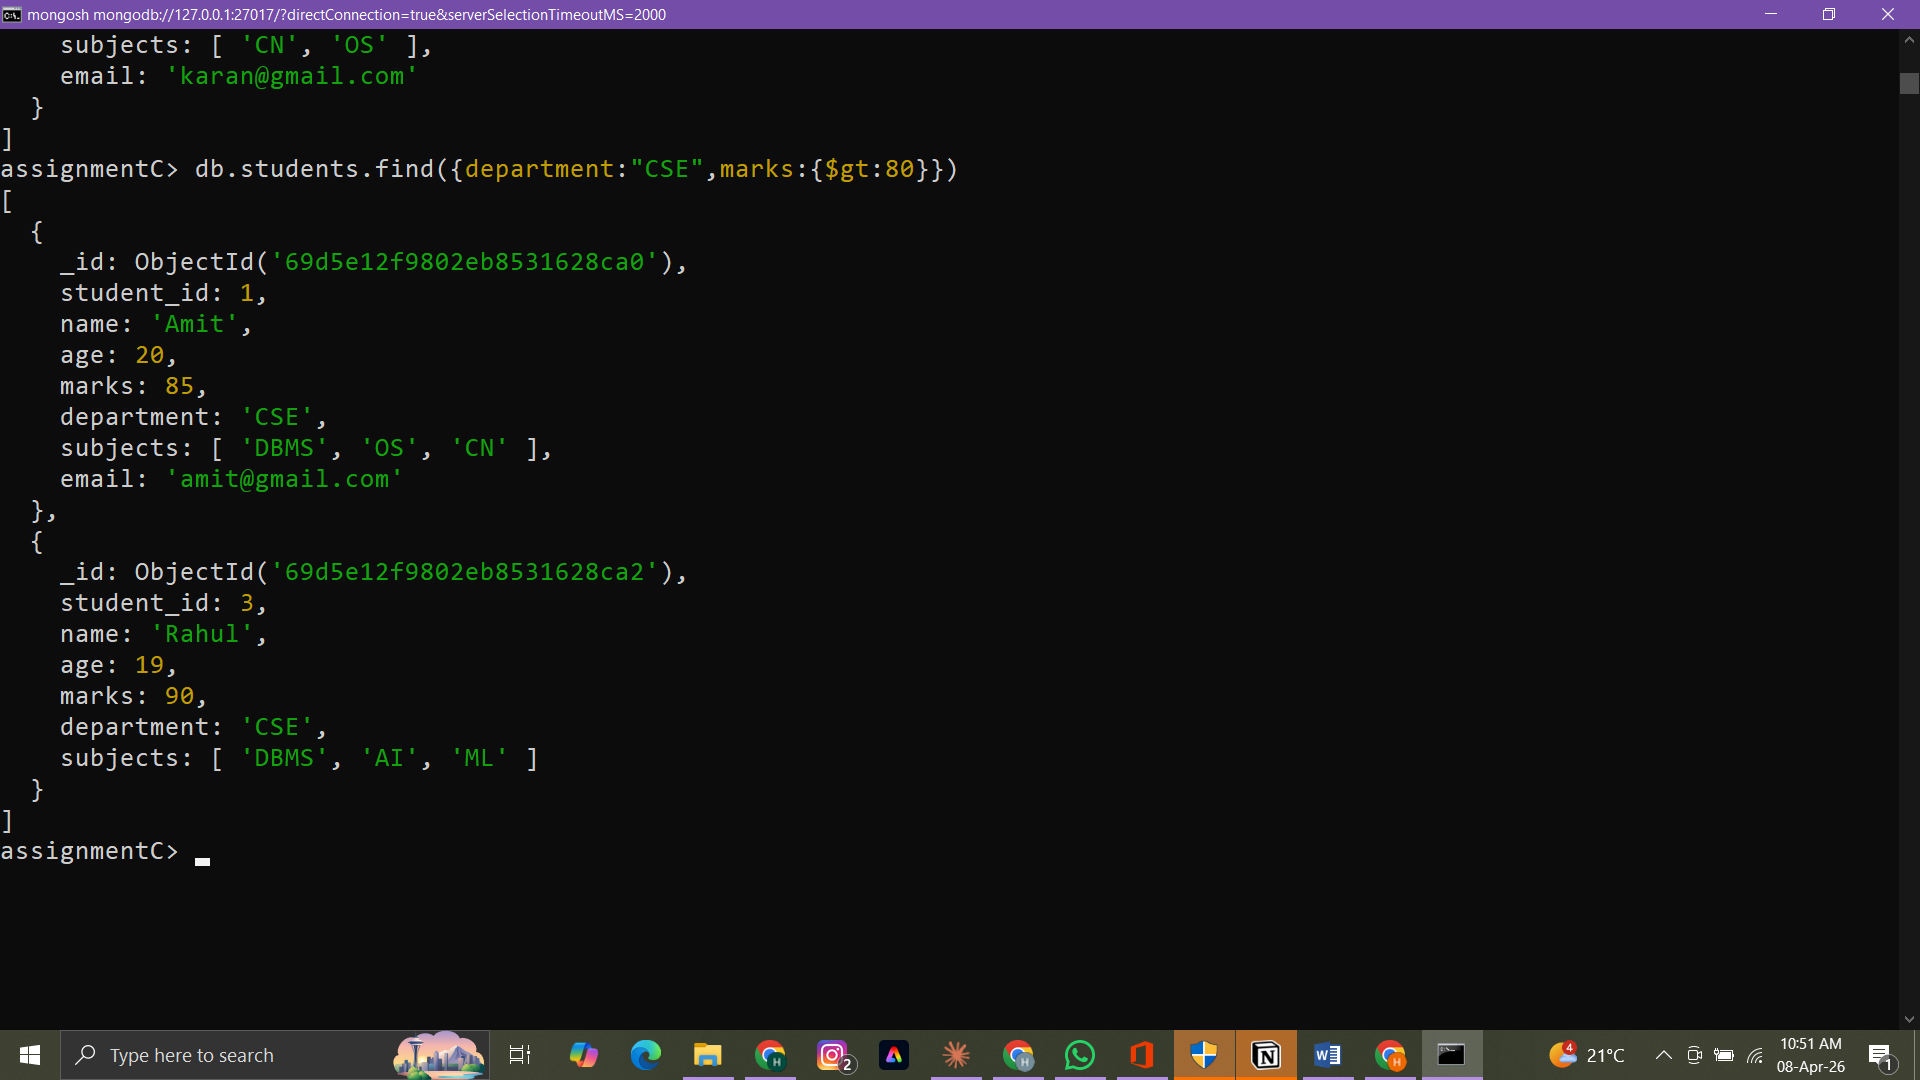 mongosh mongodb://127.0.0.1:27017/?directConnection=true&serverSelectionTimeoutMS=2000
    subjects: [ 'CN', 'OS' ],
    email: 'karan@gmail.com'
  }
]
assignmentC> db.students.find({department:"CSE",marks:{$gt:80}})
[
  {
    _id: ObjectId('69d5e12f9802eb8531628ca0'),
    student_id: 1,
    name: 'Amit',
    age: 20,
    marks: 85,
    department: 'CSE',
    subjects: [ 'DBMS', 'OS', 'CN' ],
    email: 'amit@gmail.com'
  },
  {
    _id: ObjectId('69d5e12f9802eb8531628ca2'),
    student_id: 3,
    name: 'Rahul',
    age: 19,
    marks: 90,
    department: 'CSE',
    subjects: [ 'DBMS', 'AI', 'ML' ]
  }
]
assignmentC>
Type here to search
2
4
21°C
10:51 AM
08-Apr-26
1